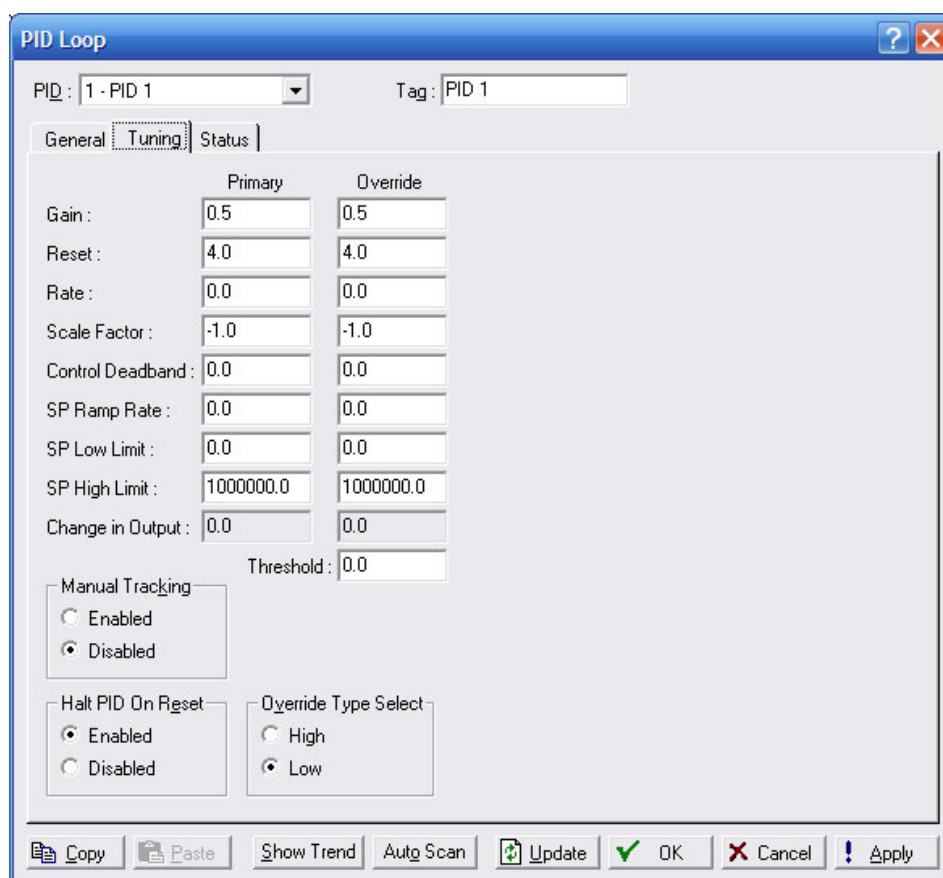 PID Loop
PID : 1 - PID 1 Tag : PID 1
General Tuning Status
Primary Override
Gain : 0.5 0.5
Reset : 4.0 4.0
Rate : 0.0 0.0
Scale Factor : -1.0 -1.0
Control Deadband : 0.0 0.0
SP Ramp Rate : 0.0 0.0
SP Low Limit : 0.0 0.0
SP High Limit : 1000000.0 1000000.0
Change in Output : 0.0 0.0
Threshold : 0.0
Manual Tracking
Enabled
Disabled
Halt PID On Reset
Enabled
Disabled
Override Type Select
High
Low
Copy Paste Show Trend Auto Scan Update OK Cancel Apply